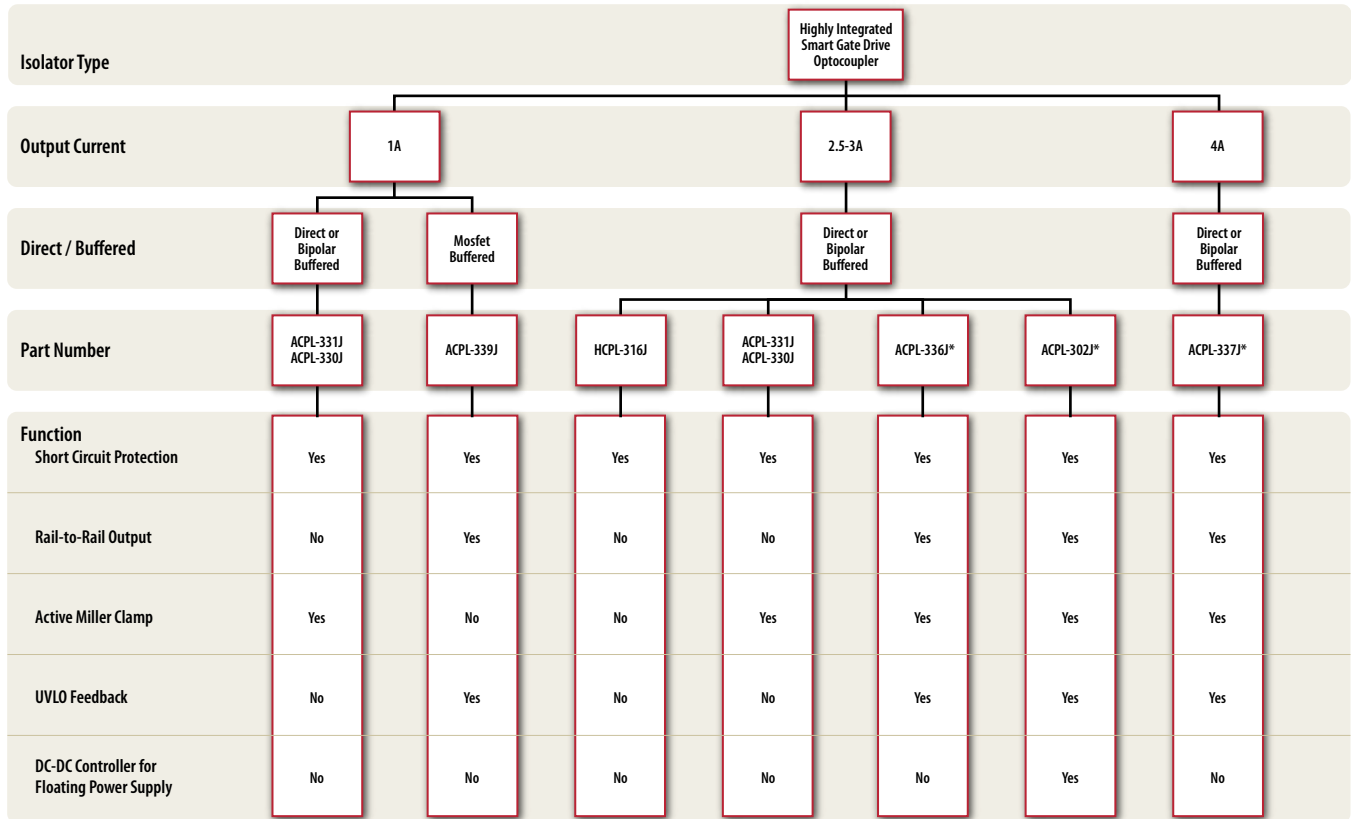 Highly Integrated
Smart Gate Drive
Optocoupler
Isolator Type
Output Current
1A
2.5-3A
4A
Direct / Buffered
Direct or
Bipolar
Buffered
Mosfet
Buffered
Direct or
Bipolar
Buffered
Direct or
Bipolar
Buffered
Part Number
ACPL-331J
ACPL-330J
ACPL-339J
HCPL-316J
ACPL-331J
ACPL-330J
ACPL-336J*
ACPL-302J*
ACPL-337J*
Function
Short Circuit Protection Yes Yes Yes Yes Yes Yes Yes
Rail-to-Rail Output No Yes No No Yes Yes Yes
Active Miller Clamp Yes No No Yes Yes Yes Yes
UVLO Feedback No Yes No No Yes Yes Yes
DC-DC Controller for
Floating Power Supply No No No No No Yes No